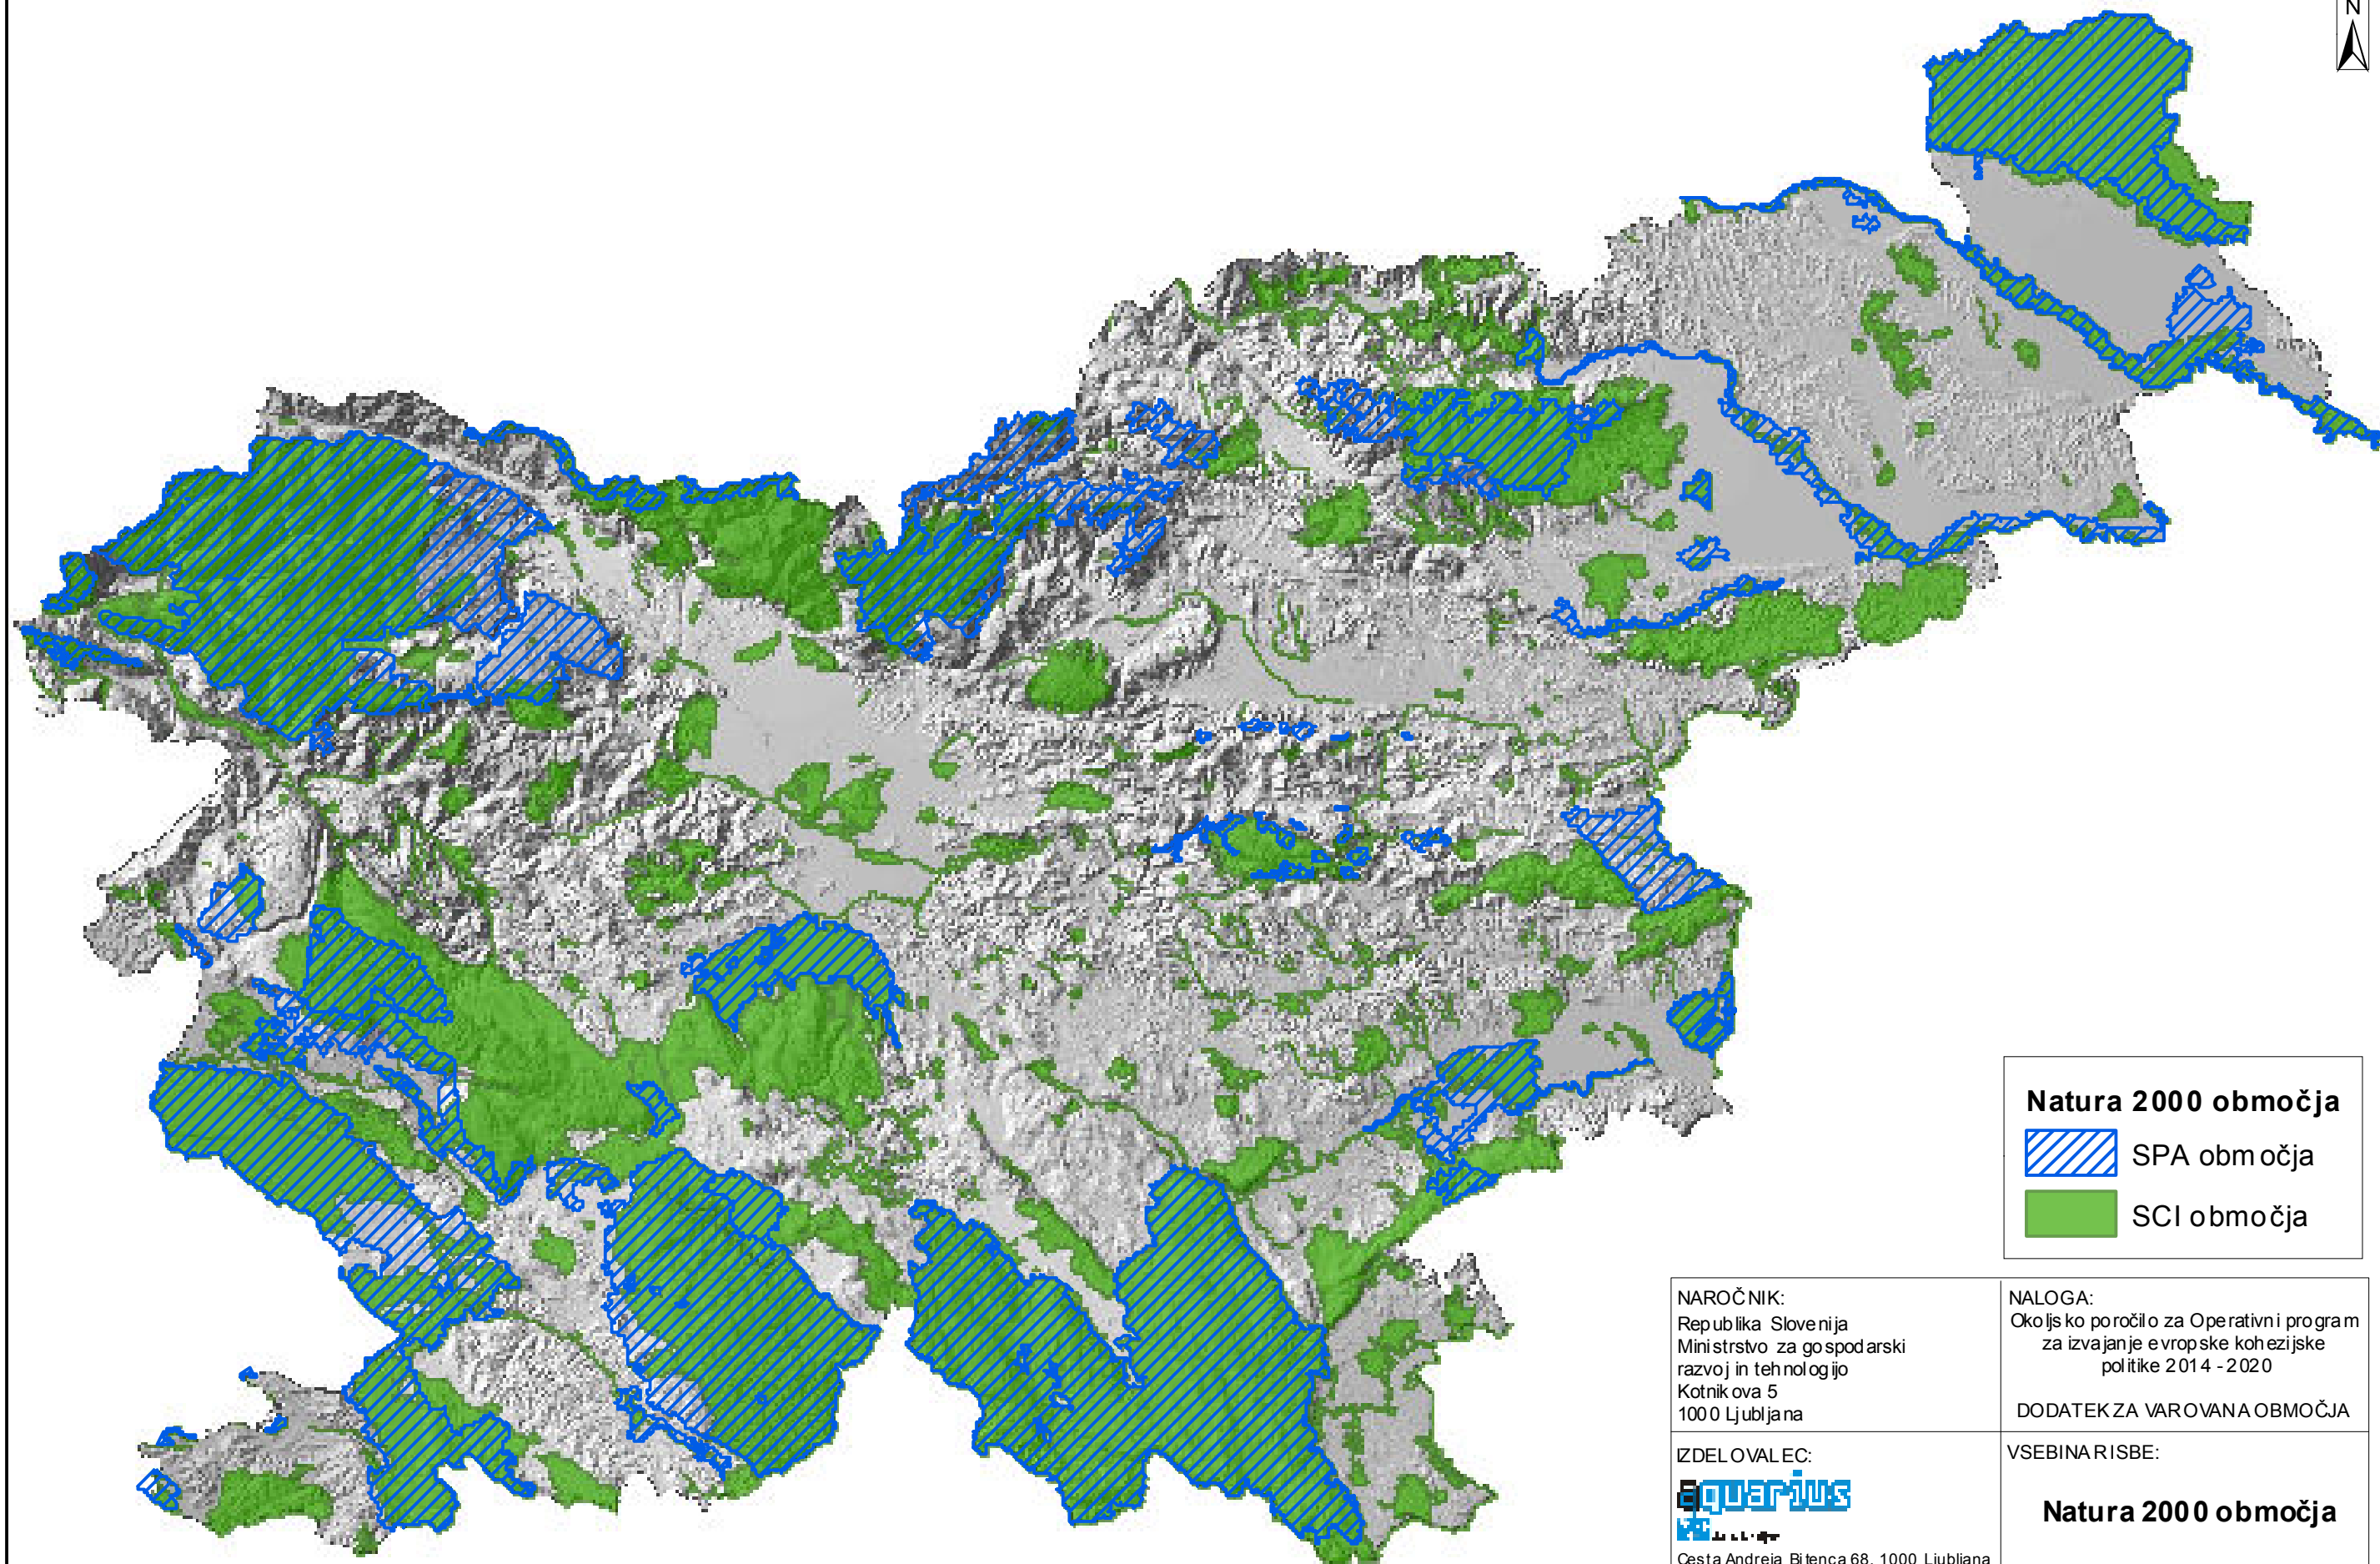 N
Natura 2000 območja
SPA območja
SCI območja
NAROČNIK:
Republika Slovenija
Ministrstvo za gospodarski
razvoj in tehnologijo
Kotnikova 5
1000 Ljubljana
NALOGA:
Okoljsko poročilo za Operativni program
za izvajanje evropske kohezijske
politike 2014 - 2020
DODATEK ZA VAROVANA OBMOČJA
IZDELOVALEC:
aquarius
Cesta Andreja Bitenca 68, 1000 Ljubljana
VSEBINA RISBE:
Natura 2000 območja